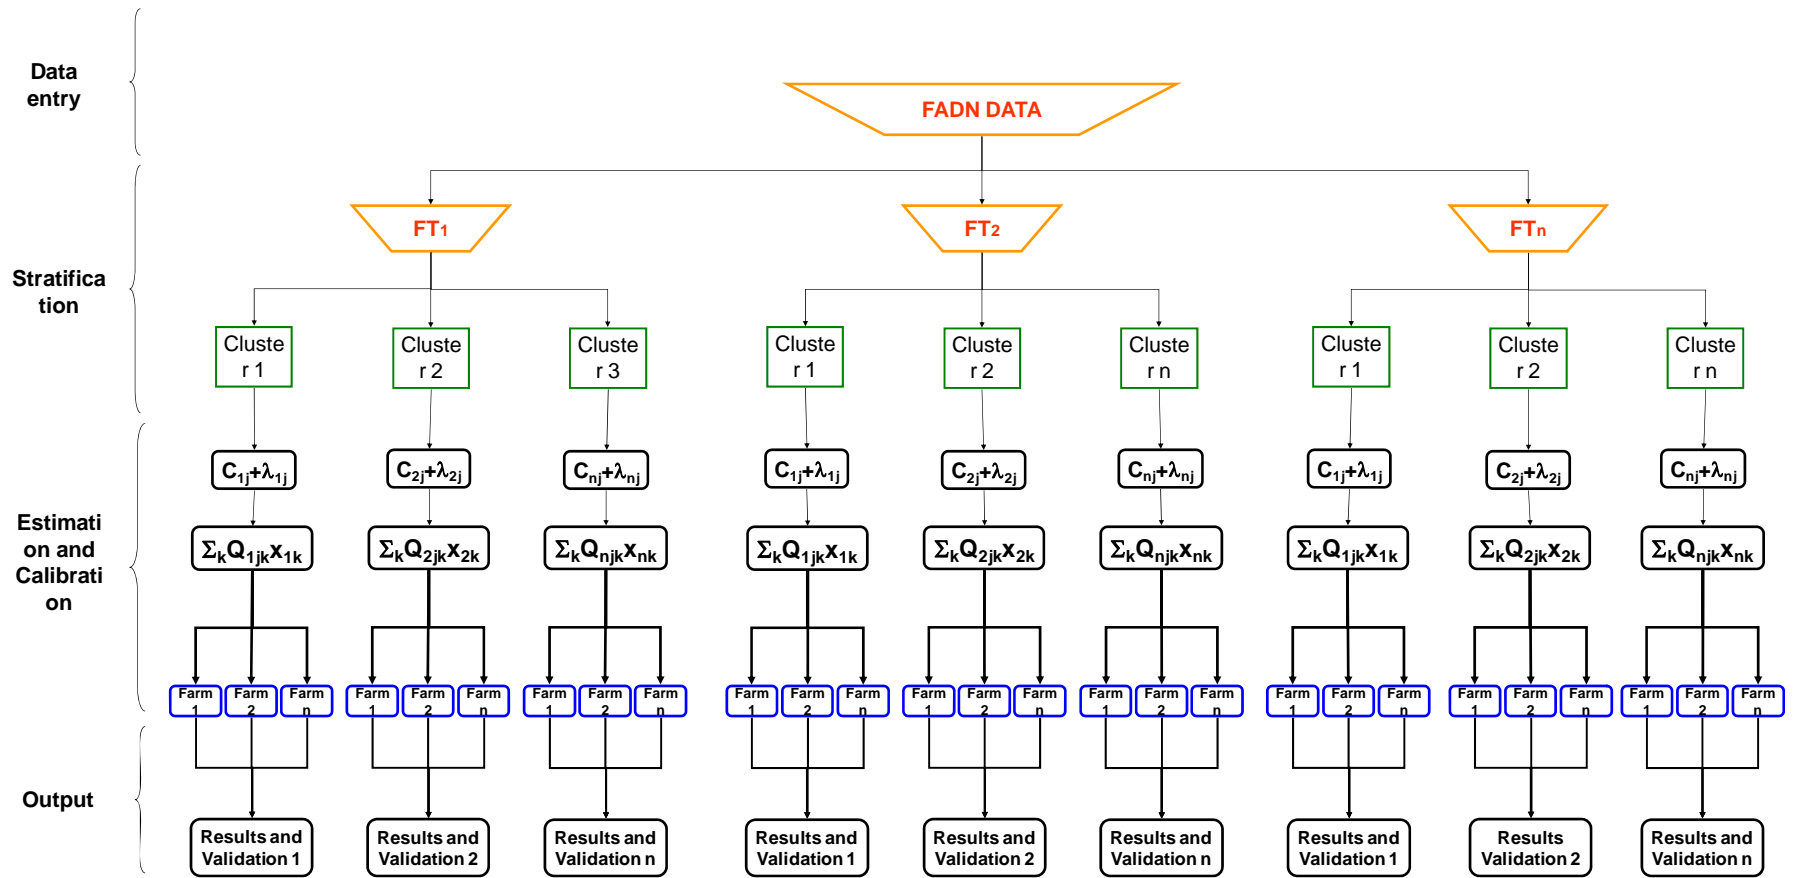 Data
entry
FADN DATA
Stratifica
tion
FT1
FT2
FTn
Cluste
r 1
Cluste
r 2
Cluste
r 3
Cluste
r 1
Cluste
r 2
Cluste
r n
Cluste
r 1
Cluste
r 2
Cluste
r n
Estimati
on and
Calibrati
on
C1j+λ1j
C2j+λ2j
Cnj+λnj
C1j+λ1j
C2j+λ2j
Cnj+λnj
C1j+λ1j
C2j+λ2j
Cnj+λnj
ΣkQ1jkx1k
ΣkQ2jkx2k
ΣkQnjkxnk
ΣkQ1jkx1k
ΣkQ2jkx2k
ΣkQnjkxnk
ΣkQ1jkx1k
ΣkQ2jkx2k
ΣkQnjkxnk
Farm
1
Farm
2
Farm
n
Farm
1
Farm
2
Farm
n
Farm
1
Farm
2
Farm
n
Farm
1
Farm
2
Farm
n
Farm
1
Farm
2
Farm
n
Farm
1
Farm
2
Farm
n
Farm
1
Farm
2
Farm
n
Farm
1
Farm
2
Farm
n
Farm
1
Farm
2
Farm
n
Output
Results and
Validation 1
Results and
Validation 2
Results and
Validation n
Results and
Validation 1
Results and
Validation 2
Results and
Validation n
Results and
Validation 1
Results
Validation 2
Results and
Validation n